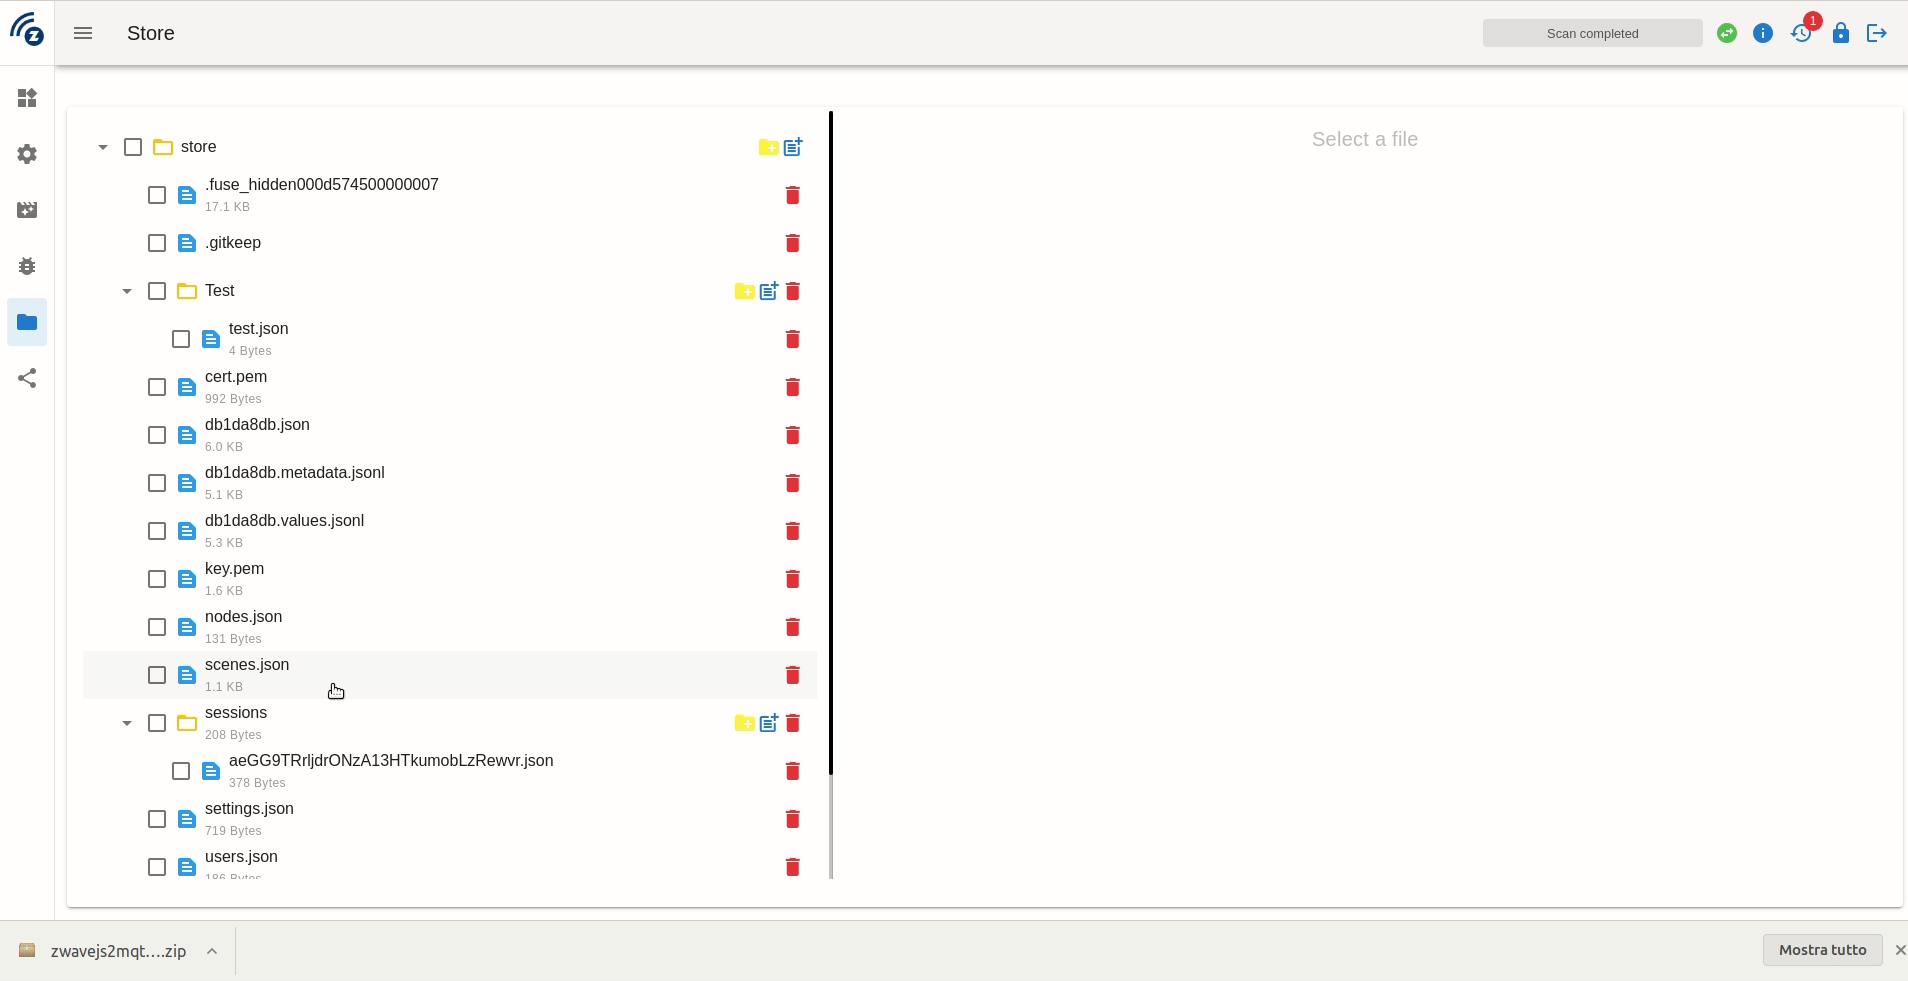 Store
Scan completed
1
store
.fuse_hidden000d574500000007
17.1 KB
.gitkeep
Test
test.json
4 Bytes
cert.pem
992 Bytes
db1da8db.json
6.0 KB
db1da8db.metadata.jsonl
5.1 KB
db1da8db.values.jsonl
5.3 KB
key.pem
1.6 KB
nodes.json
131 Bytes
scenes.json
1.1 KB
sessions
208 Bytes
aeGG9TRrljdrONzA13HTkumobLzRewvr.json
378 Bytes
settings.json
719 Bytes
users.json
186 Bytes
Select a file
zwavejs2mqt....zip
Mostra tutto